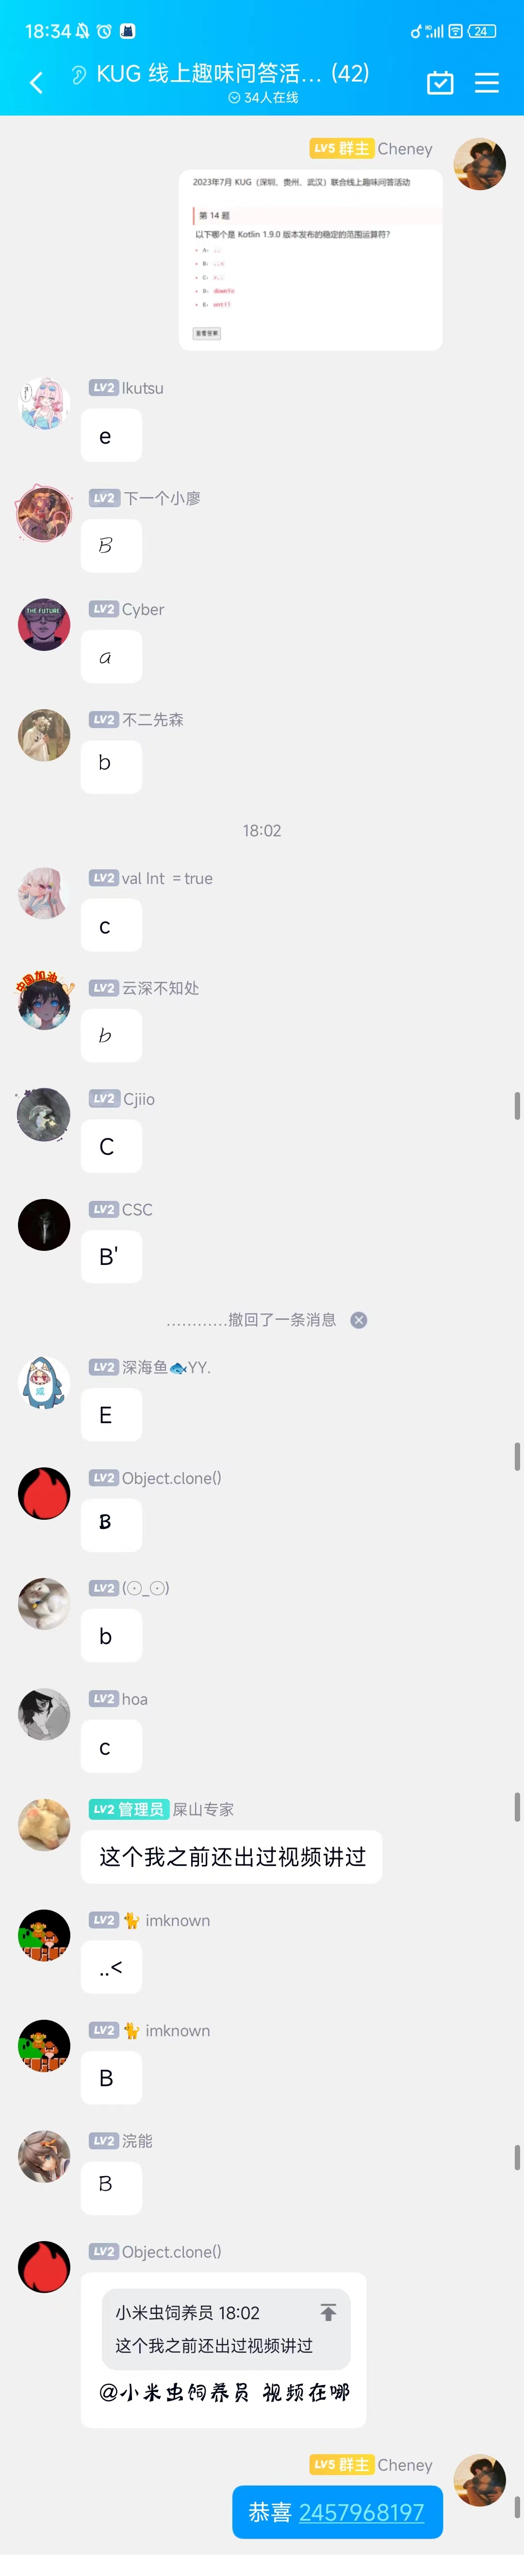 18:34
24
KUG 线上趣味问答活... (42)
34人在线
LV5 群主 Cheney
2023年7月 KUG（深圳、贵州、武汉）联合线上趣味问答活动
第 14 题
以下哪个是 Kotlin 1.9.0 版本发布的稳定的范围运算符?
A: ..
B: ..<
C:
D: downTo
E: until
查看答案
LV2 Ikutsu
e
LV2 下一个小廖
B
LV2 Cyber
a
THE FUTURE
LV2 不二先森
b
18:02
LV2 val Int = true
c
中国加油
LV2 云深不知处
b
LV2 Cjiio
C
LV2 CSC
B'
............撤回了一条消息
LV2 深海鱼🐟YY.
E
LV2 Object.clone()
B
LV2 (⊙_⊙)
b
LV2 hoa
c
LV2 管理员 屎山专家
这个我之前还出过视频讲过
LV2 🐈 imknown
..<
LV2 🐈 imknown
B
LV2 浣能
B
LV2 Object.clone()
小米虫饲养员 18:02
这个我之前还出过视频讲过
@小米虫饲养员 视频在哪
LV5 群主 Cheney
恭喜 2457968197